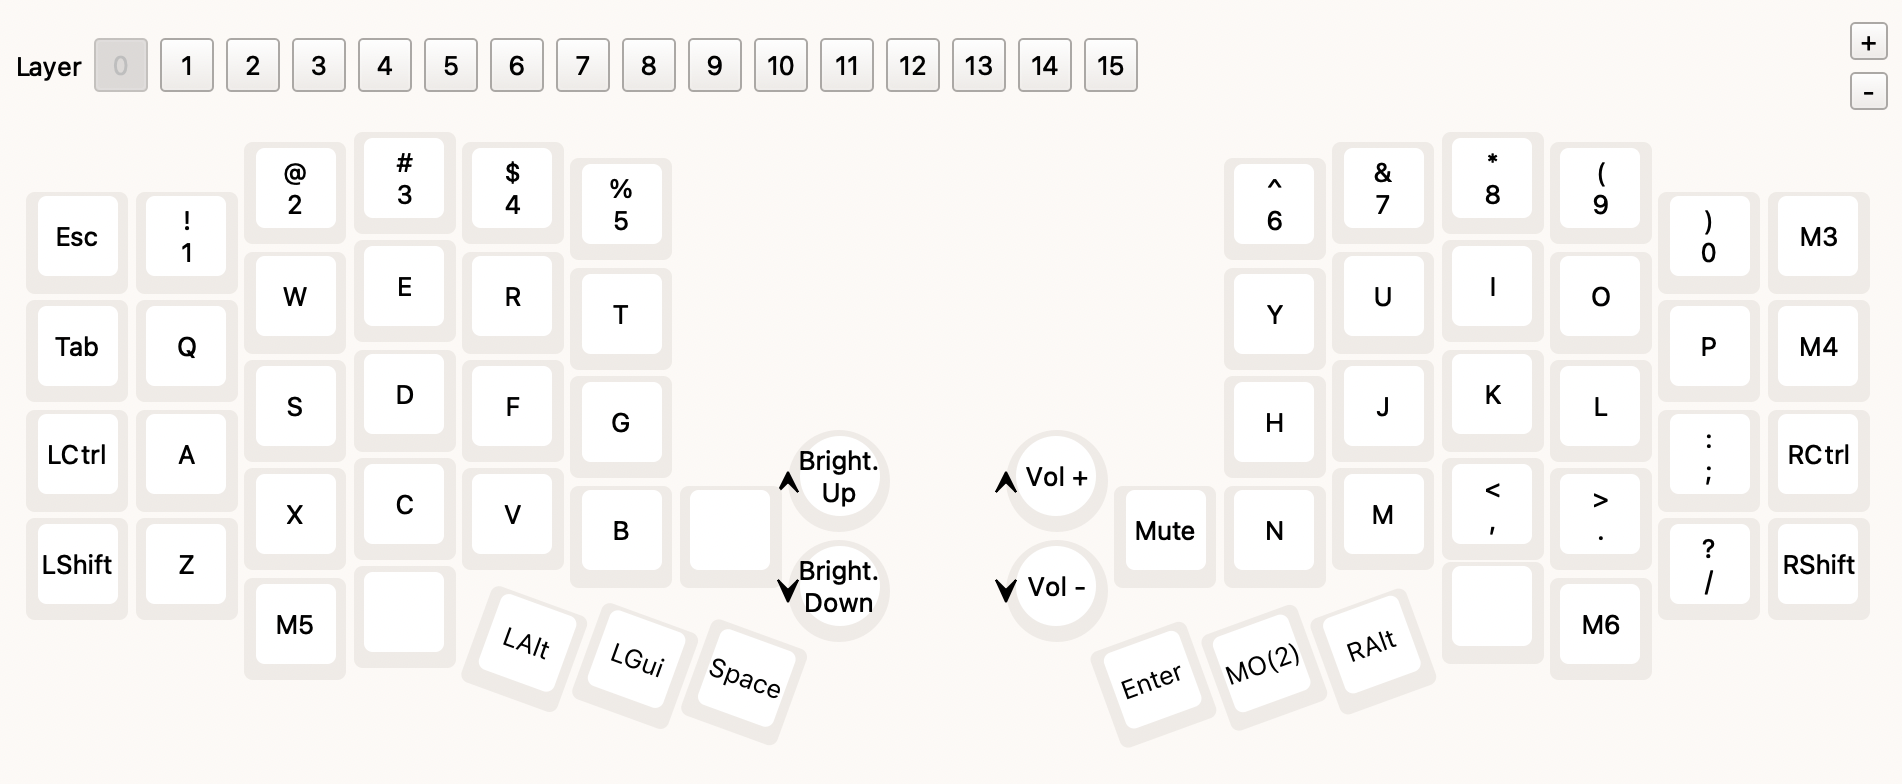 Layer 0 1 2 3 4 5 6 7 8 9 10 11 12 13 14 15
+
-
Esc
!
1
@
2
#
3
$
4
%
5
^
6
&
7
*
8
(
9
)
0
M3
Tab
Q
W
E
R
T
Y
U
I
O
P
M4
LCtrl
A
S
D
F
G
Bright.
Up
Vol +
H
J
K
L
:
;
RCtrl
LShift
Z
X
C
V
B
Bright.
Down
Vol -
Mute
N
M
<
,
>
.
?
/
RShift
M5
LAlt
LGui
Space
Enter
MO(2)
RAlt
M6